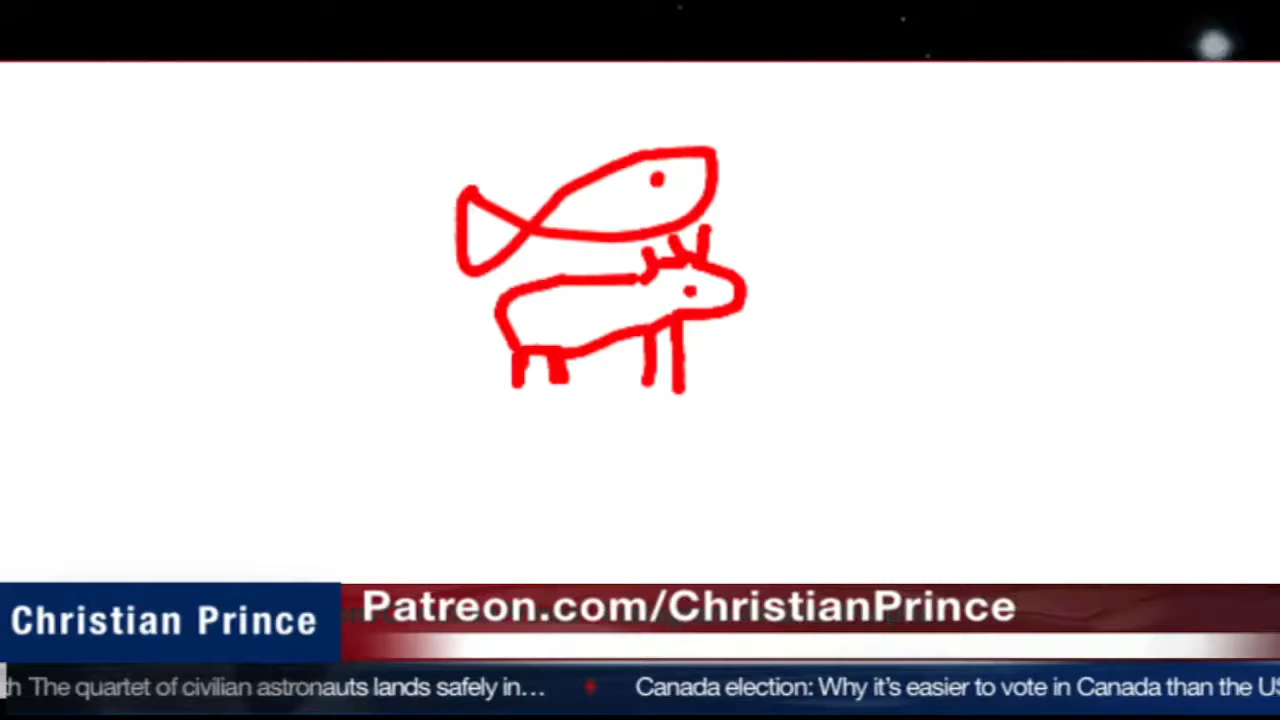 Patreon.com/ChristianPrince
Christian Prince
The quartet of civilian astronauts lands safely in... Canada election: Why it's easier to vote in Canada than the